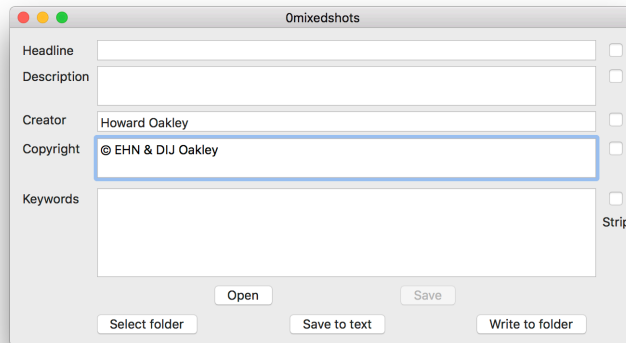 0mixedshots
Headline
Description
Creator Howard Oakley
Copyright © EHN & DIJ Oakley
Keywords
Strip
Open Save
Select folder Save to text Write to folder